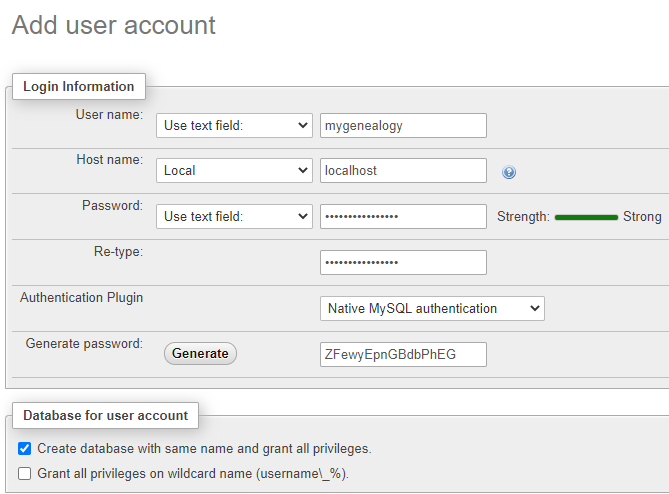 Add user account
Login Information
User name: Use text field: mygenealogy
Host name: Local localhost
Password: Use text field: •••••••••••••••• Strength: Strong
Re-type: ••••••••••••••••
Authentication Plugin Native MySQL authentication
Generate password: Generate ZFewyEpnGBdbPhEG
Database for user account
Create database with same name and grant all privileges.
Grant all privileges on wildcard name (username\_%).